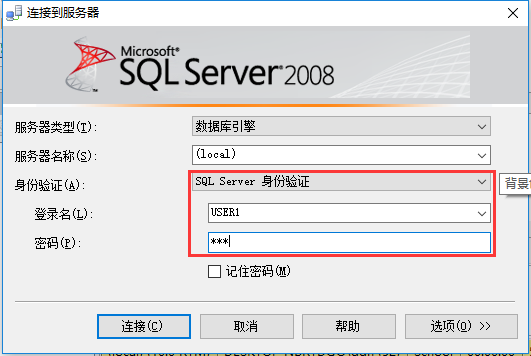 连接到服务器
Microsoft®
SQL Server 2008
服务器类型(T):
数据库引擎
服务器名称(S):
(local)
身份验证(A):
SQL Server 身份验证
登录名(L):
USER1
密码(P):
***
记住密码(M)
连接(C)
取消
帮助
选项(O) >>